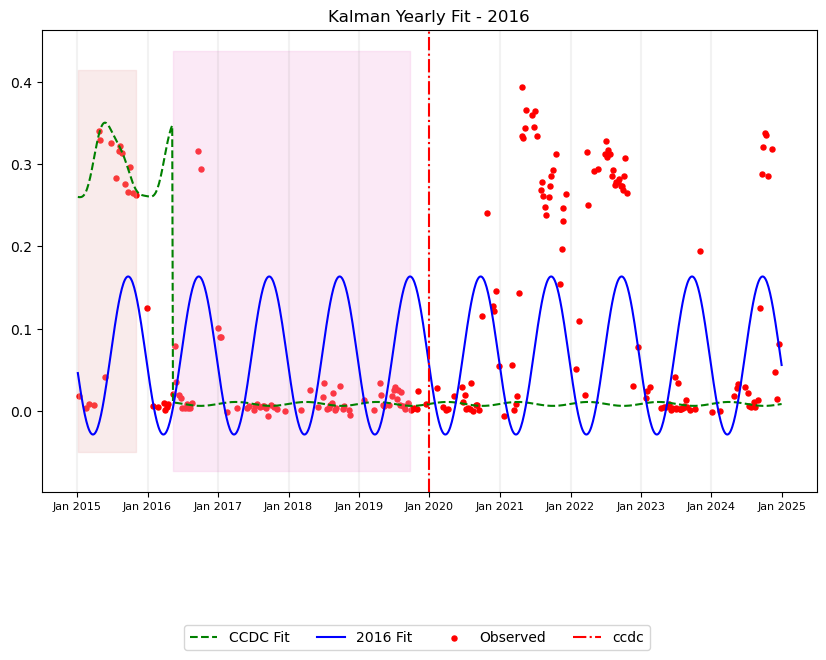 Kalman Yearly Fit - 2016
0.4
0.3
0.2
0.1
0.0
Jan 2015 Jan 2016 Jan 2017 Jan 2018 Jan 2019 Jan 2020 Jan 2021 Jan 2022 Jan 2023 Jan 2024 Jan 2025
CCDC Fit 2016 Fit Observed ccdc